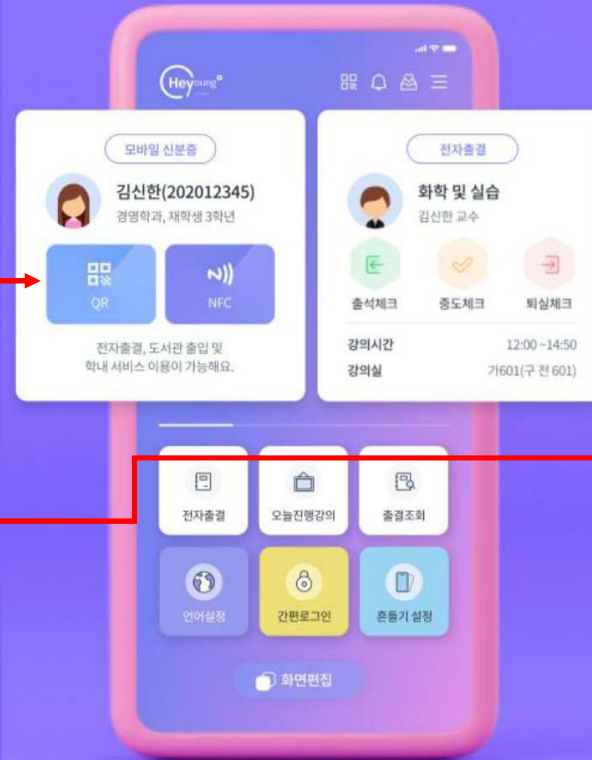 Heyoung
모바일 신분증
김신한(202012345)
경영학과, 재학생 3학년
QR
NFC
전자출결, 도서관 출입 및
학내 서비스 이용이 가능해요.
전자출결
화학 및 실습
김신한 교수
출석체크 중도체크 퇴실체크
강의시간 12:00 ~14:50
강의실 가601(구 전 601)
전자출결 오늘진행강의 출결조회
언어설정 간편로그인 흔들기 설정
화면편집